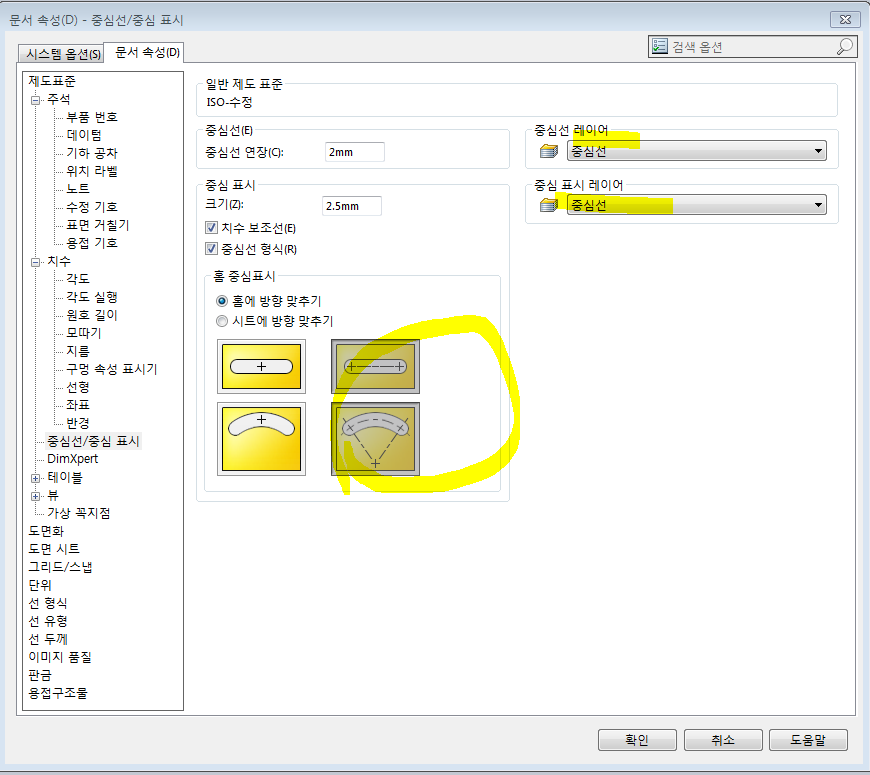 문서 속성(D) - 중심선/중심 표시
시스템 옵션(S)
문서 속성(D)
검색 옵션
제도표준
주석
부품 번호
데이텀
기하 공차
위치 라벨
노트
수정 기호
표면 거칠기
용접 기호
치수
각도
각도 실행
원호 길이
모따기
지름
구멍 속성 표시기
선형
좌표
반경
중심선/중심 표시
DimXpert
테이블
뷰
가상 꼭지점
도면화
도면 시트
그리드/스냅
단위
선 형식
선 유형
선 두께
이미지 품질
판금
용접구조물
일반 제도 표준
ISO-수정
중심선(E)
중심선 연장(C): 2mm
중심 표시
크기(Z): 2.5mm
치수 보조선(E)
중심선 형식(R)
홈 중심표시
홈에 방향 맞추기
시트에 방향 맞추기
중심선 레이어
중심선
중심 표시 레이어
중심선
확인
취소
도움말